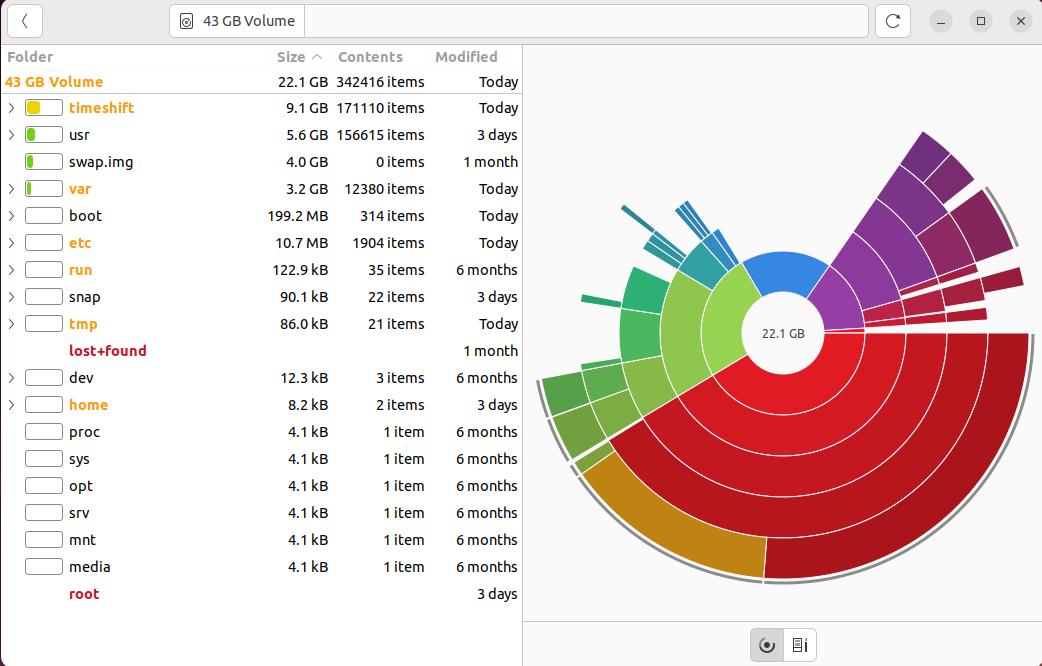 43 GB Volume
Folder Size Contents Modified
43 GB Volume 22.1 GB 342416 items Today
timeshift 9.1 GB 171110 items Today
usr 5.6 GB 156615 items 3 days
swap.img 4.0 GB 0 items 1 month
var 3.2 GB 12380 items Today
boot 199.2 MB 314 items Today
etc 10.7 MB 1904 items Today
run 122.9 kB 35 items 6 months
snap 90.1 kB 22 items 3 days
tmp 86.0 kB 21 items Today
lost+found 1 month
dev 12.3 kB 3 items 6 months
home 8.2 kB 2 items 3 days
proc 4.1 kB 1 item 6 months
sys 4.1 kB 1 item 6 months
opt 4.1 kB 1 item 6 months
srv 4.1 kB 1 item 6 months
mnt 4.1 kB 1 item 6 months
media 4.1 kB 1 item 6 months
root 3 days
22.1 GB